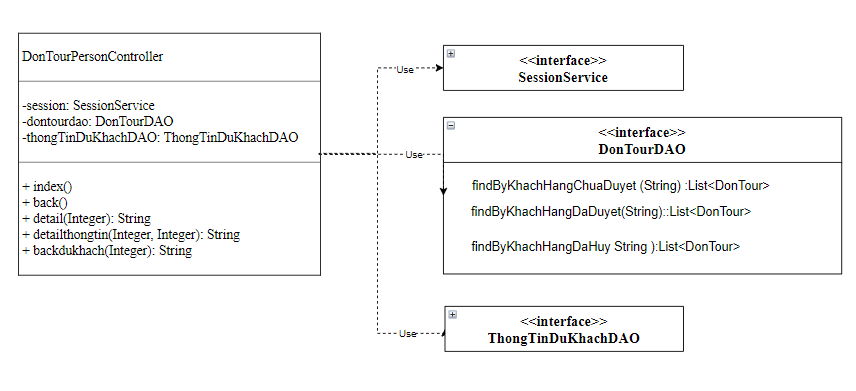 DonTourPersonController
-session: SessionService
-dontourdao: DonTourDAO
-thongTinDuKhachDAO: ThongTinDuKhachDAO
+ index()
+ back()
+ detail(Integer): String
+ detailthongtin(Integer, Integer): String
+ backdukhach(Integer): String
Use
<<interface>>
SessionService
Use
<<interface>>
DonTourDAO
findByKhachHangChuaDuyet (String) :List<DonTour>
findByKhachHangDaDuyet(String)::List<DonTour>
findByKhachHangDaHuy String ):List<DonTour>
Use
<<interface>>
ThongTinDuKhachDAO